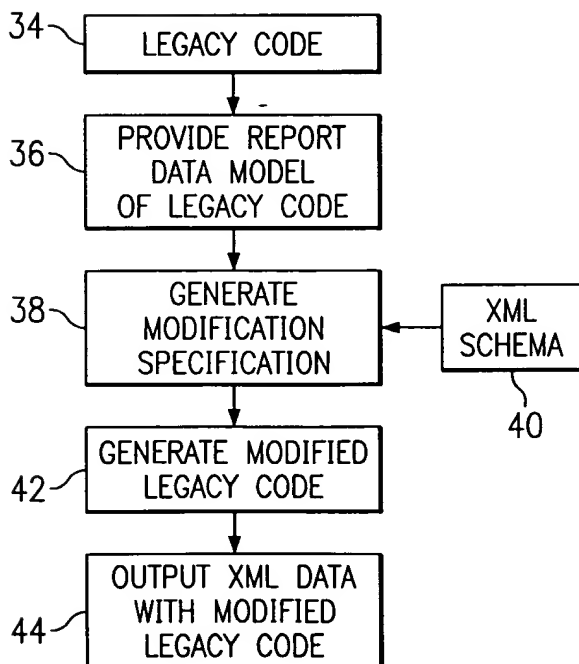 34
LEGACY CODE
36
PROVIDE REPORT
DATA MODEL
OF LEGACY CODE
38
GENERATE
MODIFICATION
SPECIFICATION
XML
SCHEMA
40
42
GENERATE MODIFIED
LEGACY CODE
44
OUTPUT XML DATA
WITH MODIFIED
LEGACY CODE